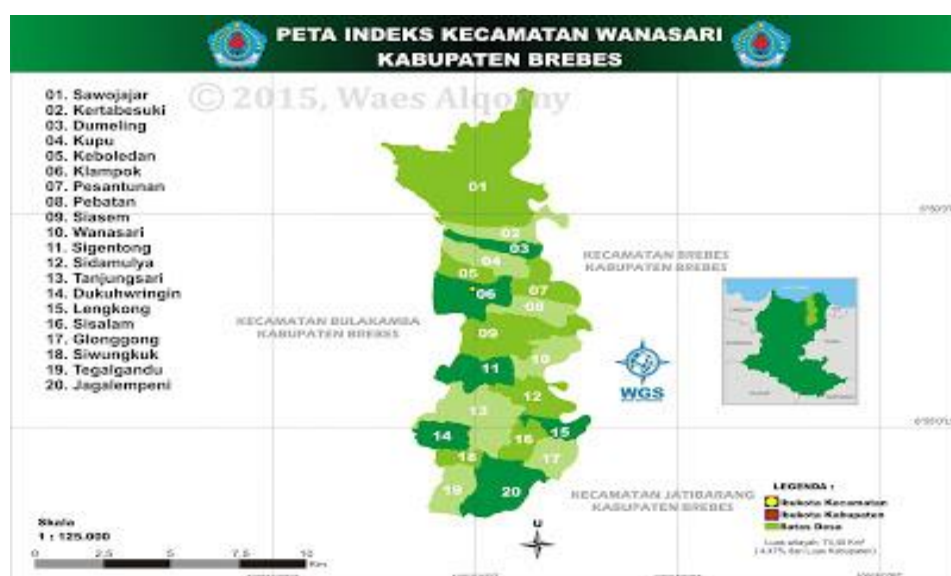 PETA INDEKS KECAMATAN WANASARI
KABUPATEN BREBES
© 2015, Waes Alqorny
01. Sawojajar
02. Kertabesuki
03. Dumeling
04. Kupu
05. Keboledan
06. Klampok
07. Pesantunan
08. Pebatan
09. Siasem
10. Wanasari
11. Sigentong
12. Sidamulya
13. Tanjungsari
14. Dukuhwringin
15. Lengkong
16. Sisalam
17. Glonggong
18. Siwungkuk
19. Tegalgandu
20. Jagalempeni
01
02
03
04
05
06
07
08
09
10
11
12
13
14
15
16
17
18
19
20
KECAMATAN BREBES
KABUPATEN BREBES
KECAMATAN BULAKAMBA
KABUPATEN BREBES
WGS
KECAMATAN JATIBARANG
KABUPATEN BREBES
LEGENDA :
Ibukota Kecamatan
Ibukota Kabupaten
Batas Desa
U
Skala
1 : 125.000
0 2,5 5 7,5 10
Km